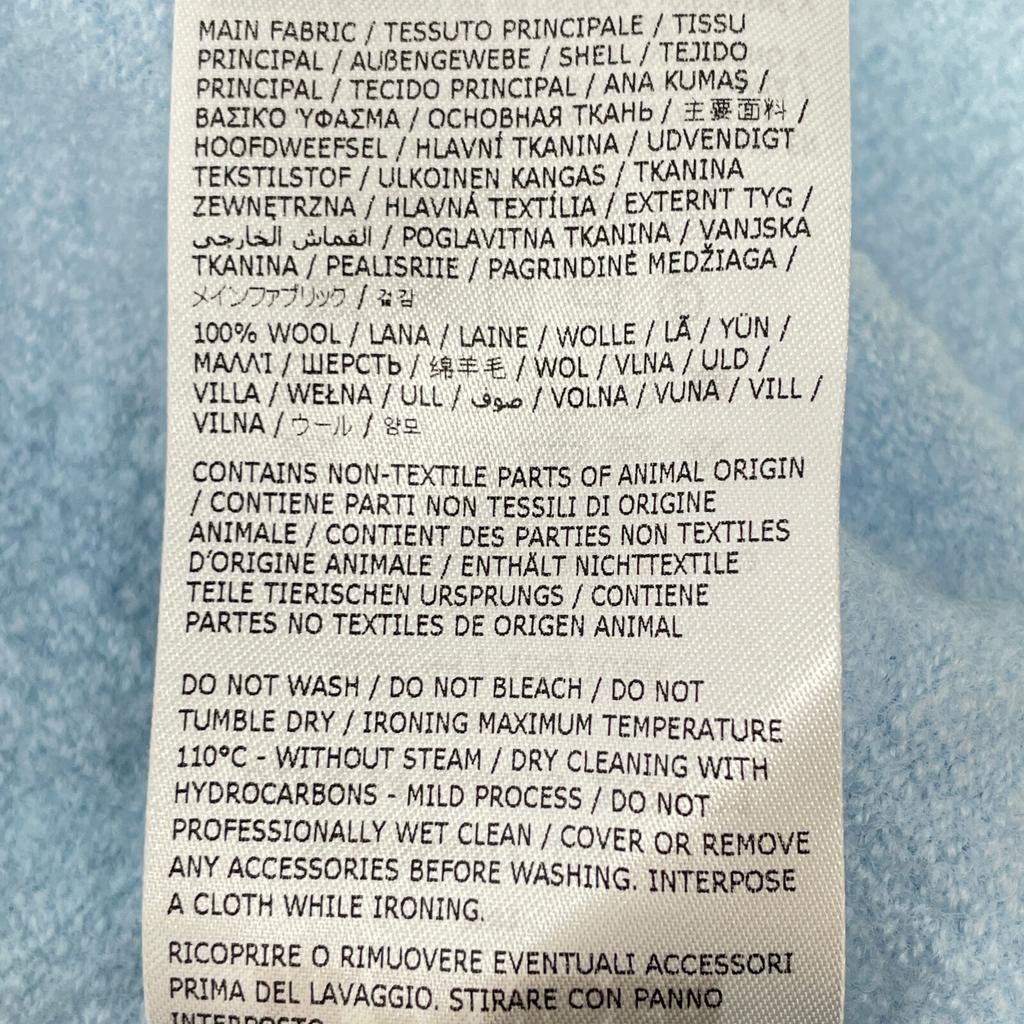 MAIN FABRIC / TESSUTO PRINCIPALE / TISSU
PRINCIPAL / AUßENGEWEBE / SHELL / TEJIDO
PRINCIPAL / TECIDO PRINCIPAL / ANA KUMAŞ /
ΒΑΣΙΚΌ ΎΦΑΣΜΑ / ОСНОВНАЯ ТКАНЬ / 主要面料 /
HOOFDWEEFSEL / HLAVNÍ TKANINA / UDVENDIGT
TEKSTILSTOF / ULKOINEN KANGAS / TKANINA
ZEWNĘTRZNA / HLAVNÁ TEXTÍLIA / EXTERNT TYG /
القماش الخارجي / POGLAVITNA TKANINA / VANJSKA
TKANINA / PEALISRIIE / PAGRINDINĖ MEDŽIAGA /
メインファブリック / 겉감
100% WOOL / LANA / LAINE / WOLLE / LÃ / YÜN /
ΜΑΛΛΊ / ШЕРСТЬ / 绵羊毛 / WOL / VLNA / ULD /
VILLA / WEŁNA / ULL / صوف / VOLNA / VUNA / VILL /
VILNA / ウール / 양모
CONTAINS NON-TEXTILE PARTS OF ANIMAL ORIGIN
/ CONTIENE PARTI NON TESSILI DI ORIGINE
ANIMALE / CONTIENT DES PARTIES NON TEXTILES
D'ORIGINE ANIMALE / ENTHÄLT NICHTTEXTILE
TEILE TIERISCHEN URSPRUNGS / CONTIENE
PARTES NO TEXTILES DE ORIGEN ANIMAL
DO NOT WASH / DO NOT BLEACH / DO NOT
TUMBLE DRY / IRONING MAXIMUM TEMPERATURE
110°C - WITHOUT STEAM / DRY CLEANING WITH
HYDROCARBONS - MILD PROCESS / DO NOT
PROFESSIONALLY WET CLEAN / COVER OR REMOVE
ANY ACCESSORIES BEFORE WASHING. INTERPOSE
A CLOTH WHILE IRONING.
RICOPRIRE O RIMUOVERE EVENTUALI ACCESSORI
PRIMA DEL LAVAGGIO. STIRARE CON PANNO
INTERPOSTO